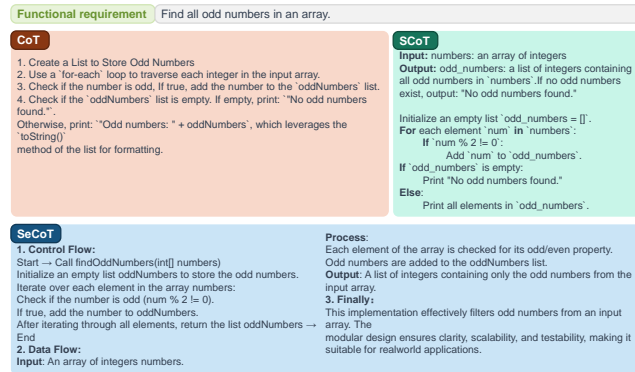 Functional requirement Find all odd numbers in an array.
CoT
1. Create a List to Store Odd Numbers
2. Use a `for-each` loop to traverse each integer in the input array.
3. Check if the number is odd, If true, add the number to the `oddNumbers` list.
4. Check if the `oddNumbers` list is empty. If empty, print: `"No odd numbers
found."`.
Otherwise, print: `"Odd numbers: " + oddNumbers`, which leverages the
`toString()`
method of the list for formatting.
SCoT
Input: numbers: an array of integers
Output: odd_numbers: a list of integers containing
all odd numbers in `numbers`.If no odd numbers
exist, output: "No odd numbers found."
Initialize an empty list `odd_numbers = []`.
For each element `num` in `numbers`:
If `num % 2 != 0`:
Add `num` to `odd_numbers`.
If `odd_numbers` is empty:
Print "No odd numbers found."
Else:
Print all elements in `odd_numbers`.
SeCoT
1. Control Flow:
Start → Call findOddNumbers(int[] numbers)
Initialize an empty list oddNumbers to store the odd numbers.
Iterate over each element in the array numbers:
Check if the number is odd (num % 2 != 0).
If true, add the number to oddNumbers.
After iterating through all elements, return the list oddNumbers →
End
2. Data Flow:
Input: An array of integers numbers.
Process:
Each element of the array is checked for its odd/even property.
Odd numbers are added to the oddNumbers list.
Output: A list of integers containing only the odd numbers from the
input array.
3. Finally:
This implementation effectively filters odd numbers from an input
array. The
modular design ensures clarity, scalability, and testability, making it
suitable for realworld applications.